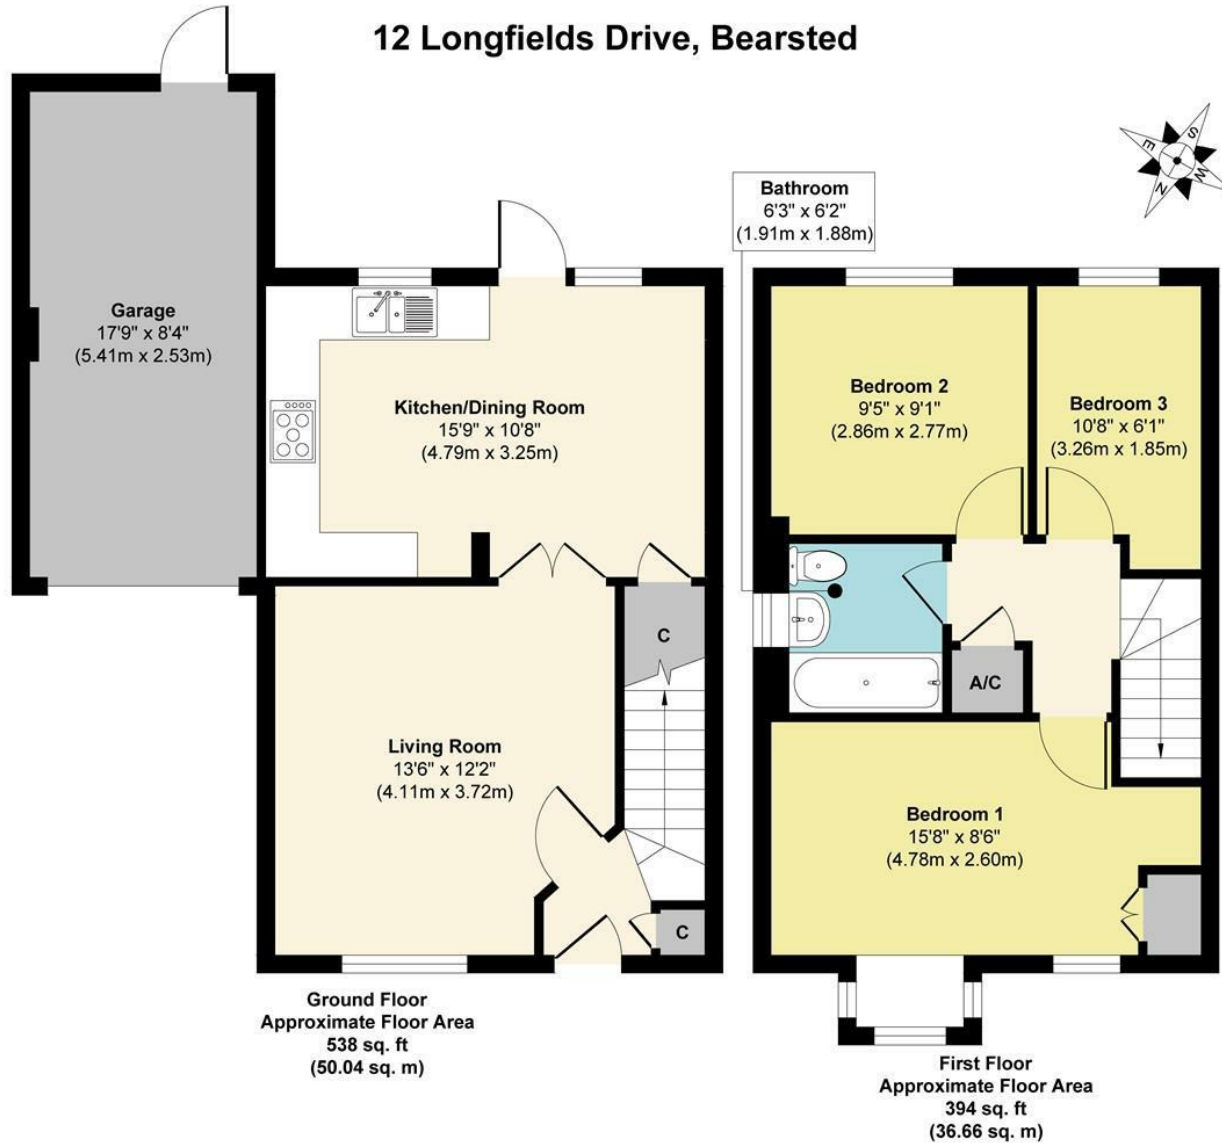 12 Longfields Drive, Bearsted
S
E
W
N
Bathroom
6'3" x 6'2"
(1.91m x 1.88m)
Garage
17'9" x 8'4"
(5.41m x 2.53m)
Kitchen/Dining Room
15'9" x 10'8"
(4.79m x 3.25m)
Bedroom 2
9'5" x 9'1"
(2.86m x 2.77m)
Bedroom 3
10'8" x 6'1"
(3.26m x 1.85m)
C
A/C
Living Room
13'6" x 12'2"
(4.11m x 3.72m)
Bedroom 1
15'8" x 8'6"
(4.78m x 2.60m)
C
Ground Floor
Approximate Floor Area
538 sq. ft
(50.04 sq. m)
First Floor
Approximate Floor Area
394 sq. ft
(36.66 sq. m)